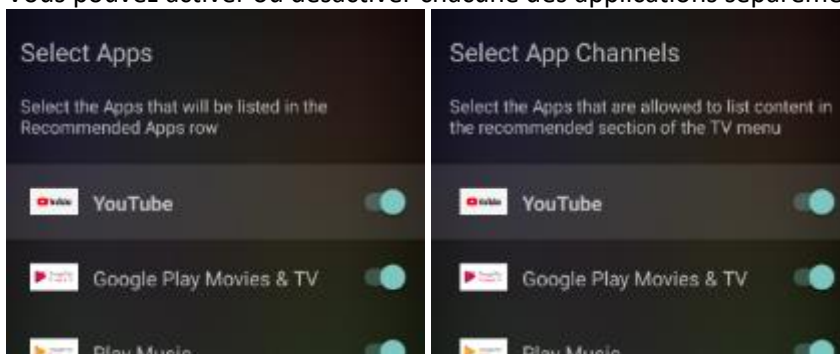 Vous pouvez activer ou désactiver chacune des applications séparéme
Select Apps
Select the Apps that will be listed in the
Recommended Apps row
YouTube
Google Play Movies & TV
Play Music
Select App Channels
Select the Apps that are allowed to list content in
the recommended section of the TV menu
YouTube
Google Play Movies & TV
Play Music